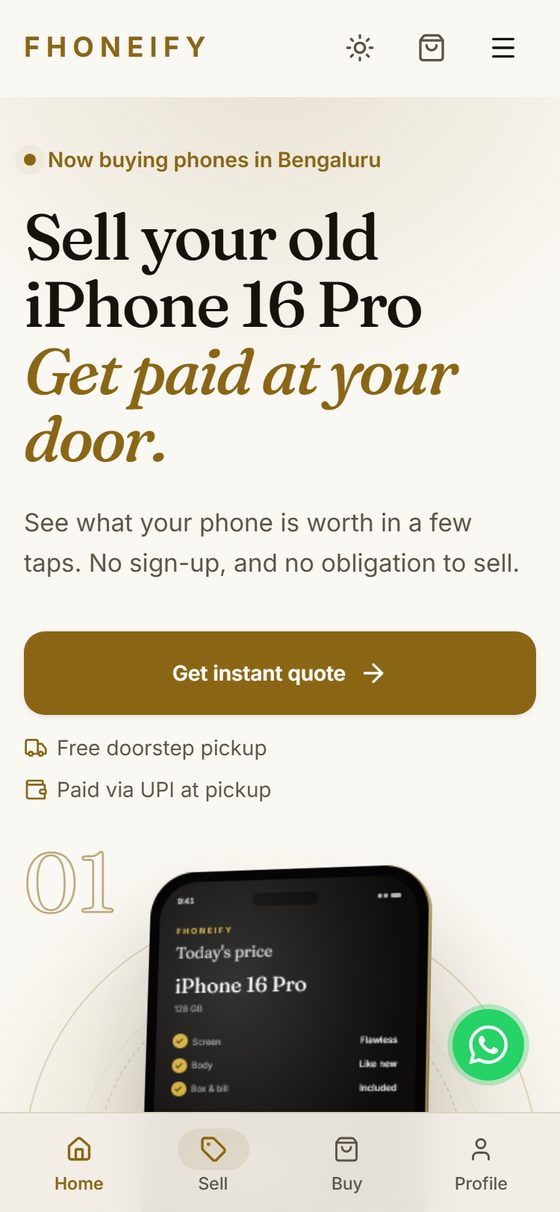 FHONEIFY
Now buying phones in Bengaluru
Sell your old
iPhone 16 Pro
Get paid at your
door.
See what your phone is worth in a few
taps. No sign-up, and no obligation to sell.
Get instant quote
Free doorstep pickup
Paid via UPI at pickup
01
9:41
FHONEIFY
Today's price
iPhone 16 Pro
128 GB
Screen Flawless
Body Like new
Box & bill Included
Home Sell Buy Profile